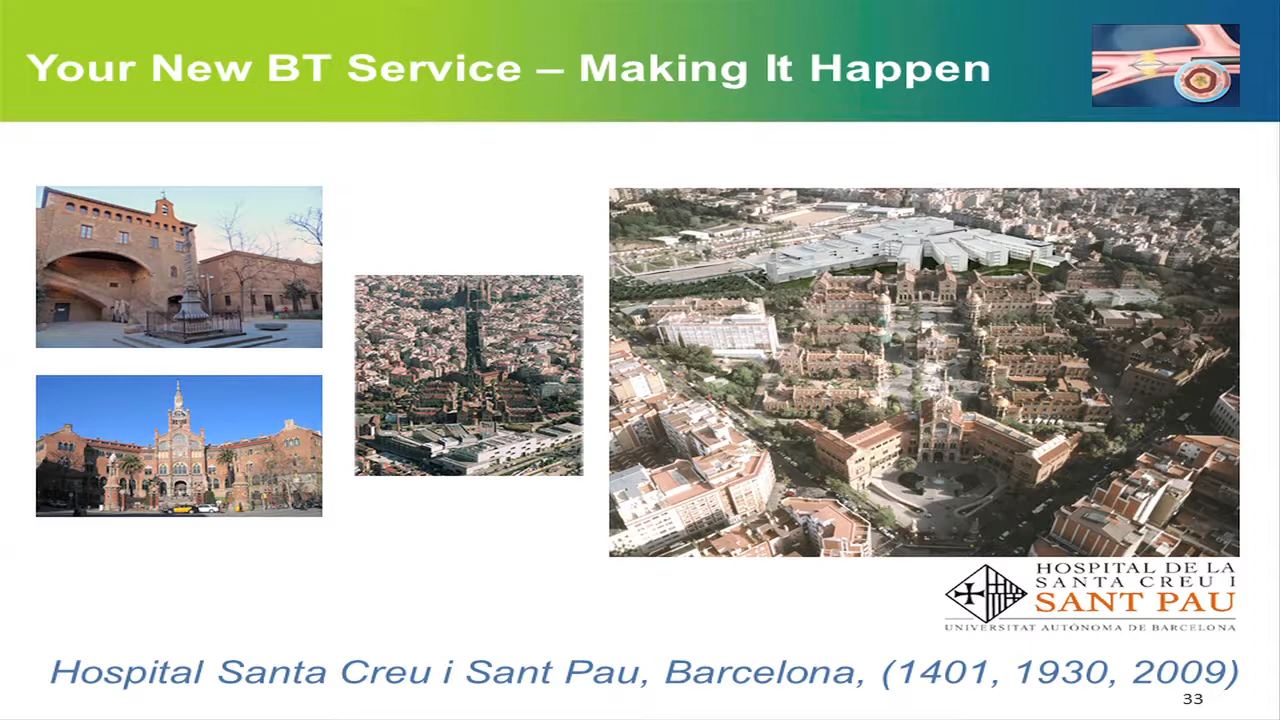 Your New BT Service – Making It Happen
HOSPITAL DE LA
SANTA CREU I
SANT PAU
UNIVERSITAT AUTÒNOMA DE BARCELONA
Hospital Santa Creu i Sant Pau, Barcelona, (1401, 1930, 2009)
33